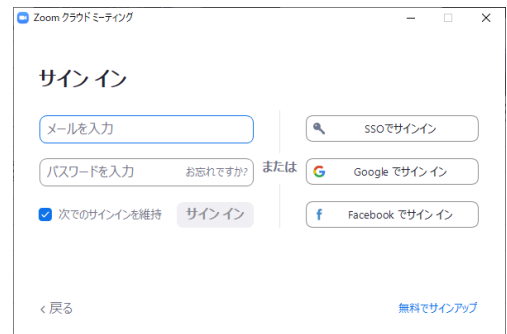 Zoom クラウド ミーティング
サイン イン
メールを入力
パスワードを入力 お忘れですか?
次でのサインインを維持 サイン イン
または
SSOでサインイン
Google でサイン イン
Facebook でサイン イン
戻る
無料でサインアップ